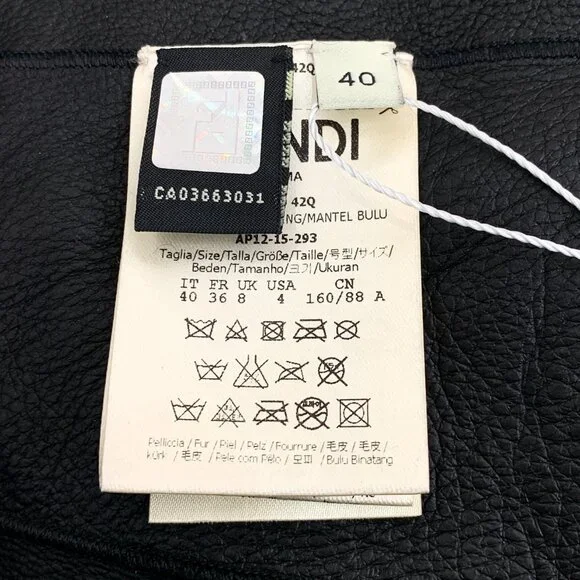 42Q
40
NDI
MA
CA03663031
42Q
NG/MANTEL BULU
AP12-15-293
Taglia/Size/Talla/Größe/Taille/号型/サイズ/
Beden/Tamanho/크기/Ukuran
IT FR UK USA CN
40 36 8 4 160/88 A
Pelliccia / Fur / Piel / Pelz / Fourrure / 毛皮 / 毛皮 /
kürk / 毛皮 / Pele com Pêlo / 모피 / Bulu Binatang